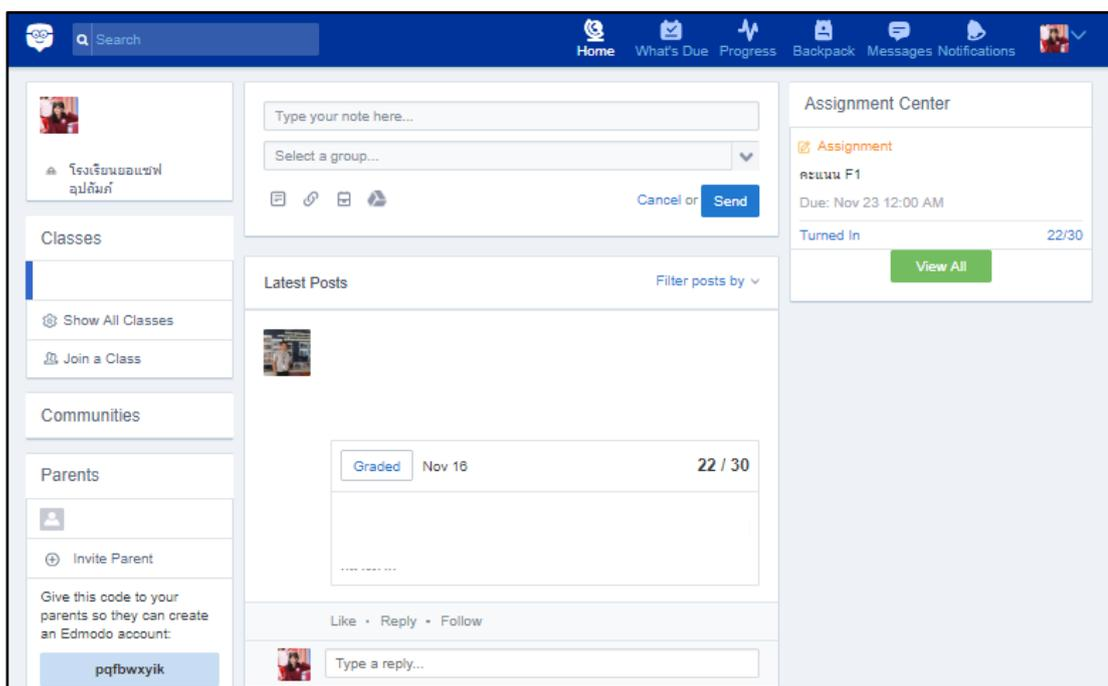 Search
Home
What's Due
Progress
Backpack
Messages
Notifications
โรงเรียนยอแซฟ
อุปถัมภ์
Classes
Show All Classes
Join a Class
Communities
Parents
Invite Parent
Give this code to your
parents so they can create
an Edmodo account:
pqfbwxyik
Type your note here...
Select a group...
Cancel or Send
Latest Posts
Filter posts by
Graded Nov 16 22 / 30
Like • Reply • Follow
Type a reply...
Assignment Center
Assignment
คะแนน F1
Due: Nov 23 12:00 AM
Turned In 22/30
View All